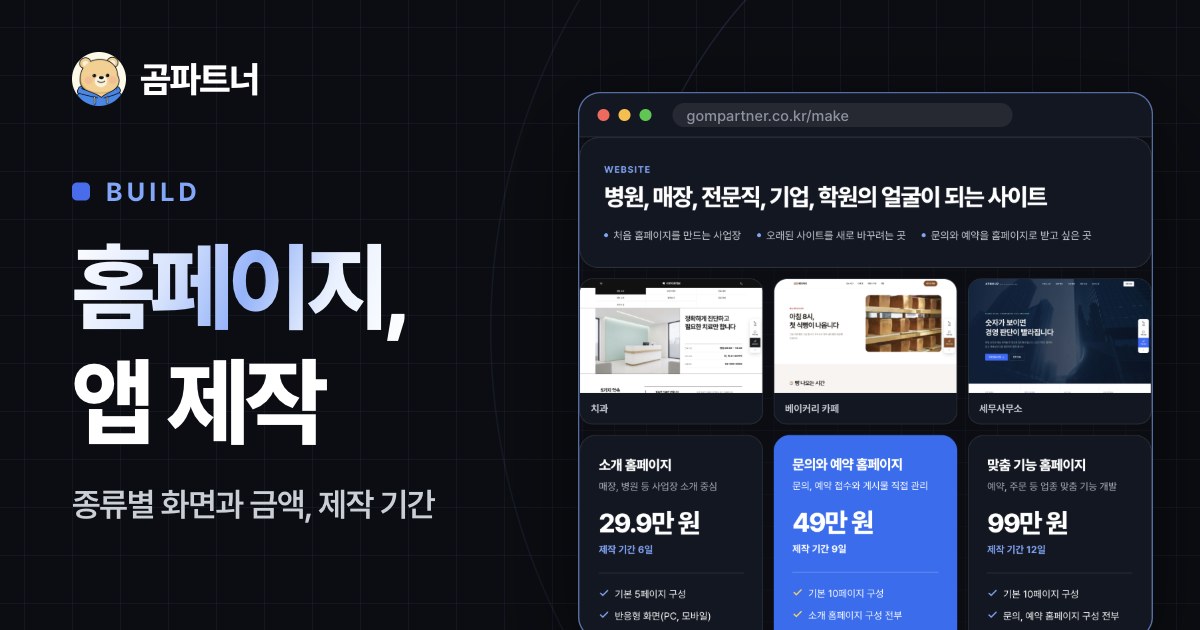 곰파트너
BUILD
홈페이지,
앱 제작
종류별 화면과 금액, 제작 기간
gompartner.co.kr/make
WEBSITE
병원, 매장, 전문직, 기업, 학원의 얼굴이 되는 사이트
• 처음 홈페이지를 만드는 사업장 • 오래된 사이트를 새로 바꾸려는 곳 • 문의와 예약을 홈페이지로 받고 싶은 곳
정확하게 진단하고
필요한 치료만 합니다
치과
아침 8시,
첫 식빵이 나옵니다
빵 나오는 시간
베이커리 카페
숫자가 보이면
경영 판단이 빨라집니다
세무사무소
소개 홈페이지
매장, 병원 등 사업장 소개 중심
29.9만 원
제작 기간 6일
기본 5페이지 구성
반응형 화면(PC, 모바일)
문의와 예약 홈페이지
문의, 예약 접수와 게시물 직접 관리
49만 원
제작 기간 9일
기본 10페이지 구성
소개 홈페이지 구성 전부
맞춤 기능 홈페이지
예약, 주문 등 업종 맞춤 기능 개발
99만 원
제작 기간 12일
기본 10페이지 구성
문의, 예약 홈페이지 구성 전부